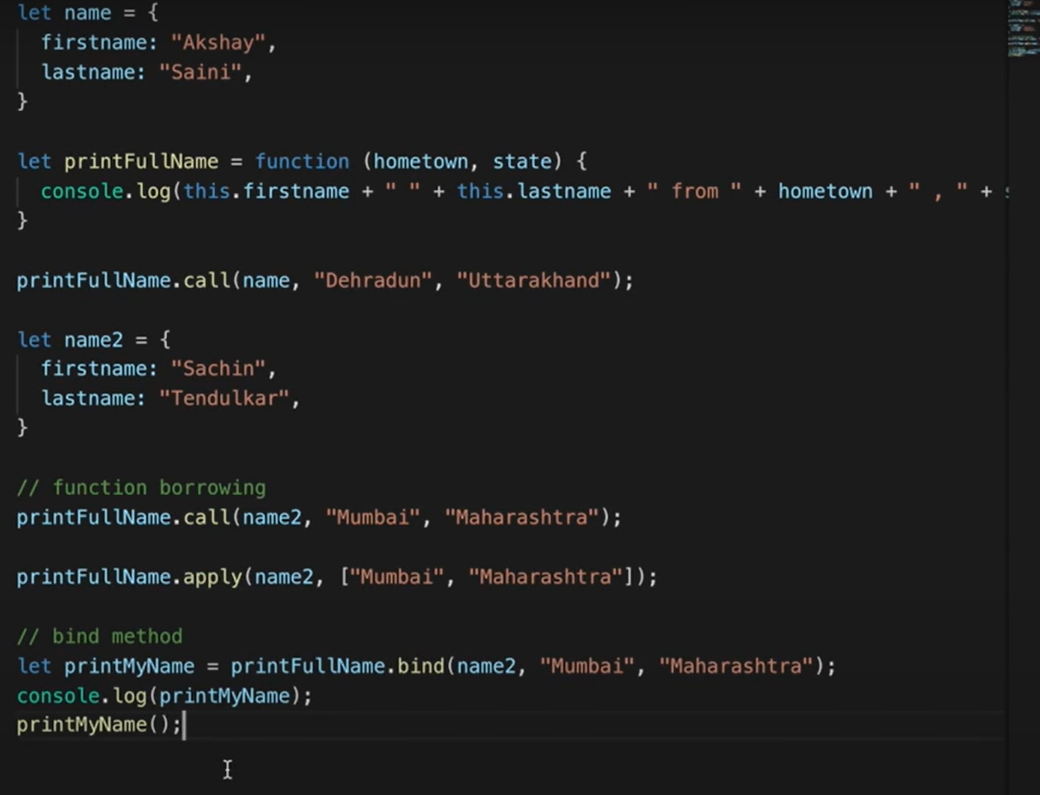 let name = {
  firstname: "Akshay",
  lastname: "Saini",
}
let printFullName = function (hometown, state) {
  console.log(this.firstname + " " + this.lastname + " from " + hometown + " , " +
}
printFullName.call(name, "Dehradun", "Uttarakhand");
let name2 = {
  firstname: "Sachin",
  lastname: "Tendulkar",
}
// function borrowing
printFullName.call(name2, "Mumbai", "Maharashtra");
printFullName.apply(name2, ["Mumbai", "Maharashtra"]);
// bind method
let printMyName = printFullName.bind(name2, "Mumbai", "Maharashtra");
console.log(printMyName);
printMyName();